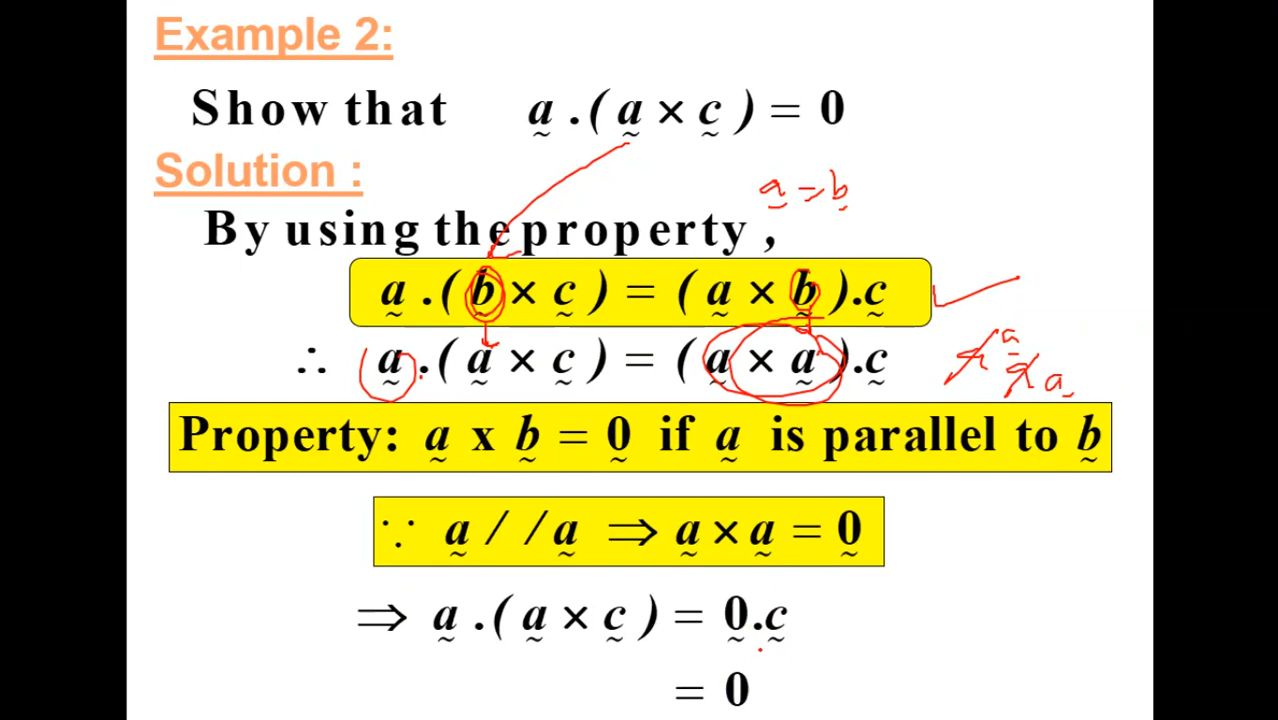 Example 2:
Show that a̰ .( a̰ × c̰ ) = 0
Solution :
a̲ => b̲
By using the property ,
a̰ .( b̰ × c̰ ) = ( a̰ × b̰ ).c̰
∴ a̰ .( a̰ × c̰ ) = ( a̰ × a̰ ).c̰
a̲
a̲
Property: a̰ x b̰ = 0̰ if a̰ is parallel to b̰
∵ a̰ / / a̰ ⇒ a̰ × a̰ = 0̰
⇒ a̰ .( a̰ × c̰ ) = 0̰.c̰
= 0